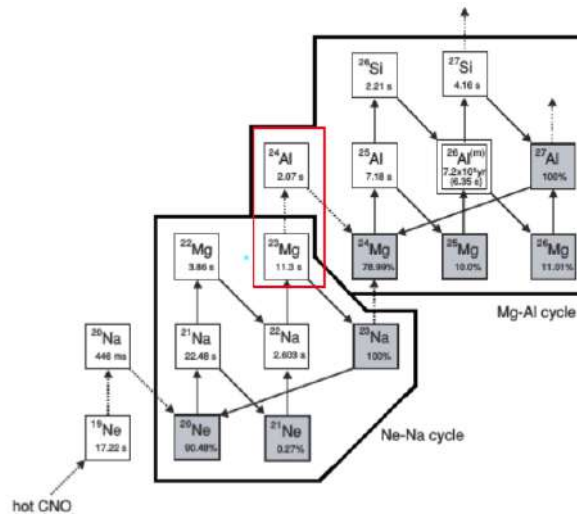 ²⁶Si
2.21 s
²⁷Si
4.16 s
²⁴Al
2.07 s
²⁵Al
7.18 s
²⁶Al⁽ᵐ⁾
7.2x10⁵yr
(6.35 s)
²⁷Al
100%
²²Mg
3.86 s
²³Mg
11.3 s
²⁴Mg
78.99%
²⁵Mg
10.0%
²⁶Mg
11.01%
Mg-Al cycle
²⁰Na
446 ms
²¹Na
22.48 s
²²Na
2.603 s
²³Na
100%
¹⁹Ne
17.22 s
²⁰Ne
90.48%
²¹Ne
0.27%
Ne-Na cycle
hot CNO